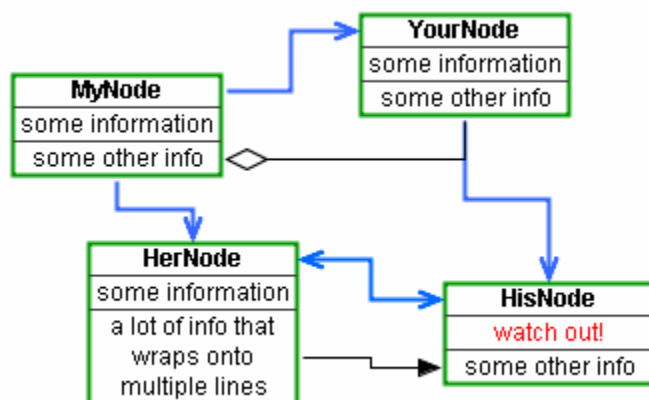 YourNode
some information
some other info
MyNode
some information
some other info
HerNode
some information
a lot of info that
wraps onto
multiple lines
HisNode
watch out!
some other info